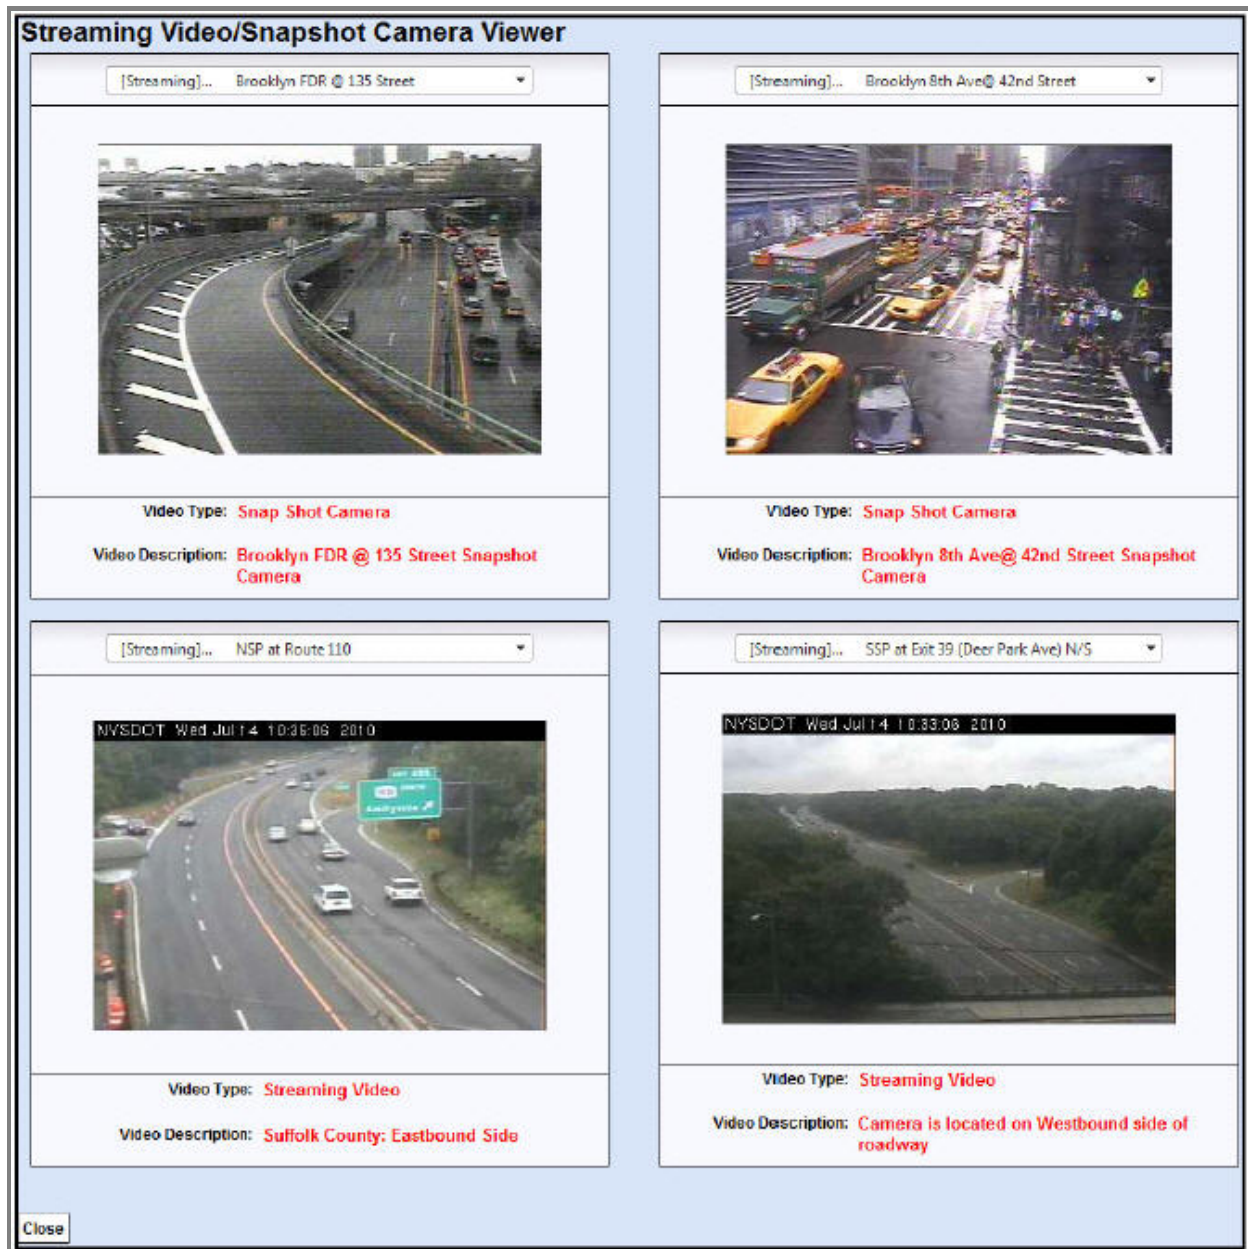 Streaming Video/Snapshot Camera Viewer
[Streaming]... Brooklyn FDR @ 135 Street
[Streaming]... Brooklyn 8th Ave@ 42nd Street
Video Type: Snap Shot Camera
Video Description: Brooklyn FDR @ 135 Street Snapshot
Camera
Video Type: Snap Shot Camera
Video Description: Brooklyn 8th Ave@ 42nd Street Snapshot
Camera
[Streaming]... NSP at Route 110
[Streaming]... SSP at Exit 39 (Deer Park Ave) N/S
NYSDOT Wed Jul 14 10:35:06 2010
Amityville
NYSDOT Wed Jul 14 10:33:06 2010
Video Type: Streaming Video
Video Description: Suffolk County: Eastbound Side
Video Type: Streaming Video
Video Description: Camera is located on Westbound side of
roadway
Close